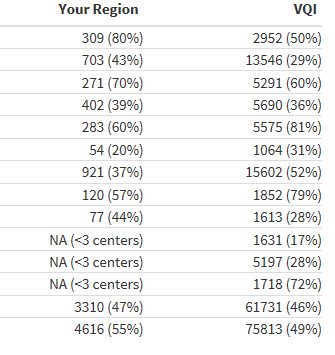 Your Region VQI
309 (80%) 2952 (50%)
703 (43%) 13546 (29%)
271 (70%) 5291 (60%)
402 (39%) 5690 (36%)
283 (60%) 5575 (81%)
54 (20%) 1064 (31%)
921 (37%) 15602 (52%)
120 (57%) 1852 (79%)
77 (44%) 1613 (28%)
NA (<3 centers) 1631 (17%)
NA (<3 centers) 5197 (28%)
NA (<3 centers) 1718 (72%)
3310 (47%) 61731 (46%)
4616 (55%) 75813 (49%)